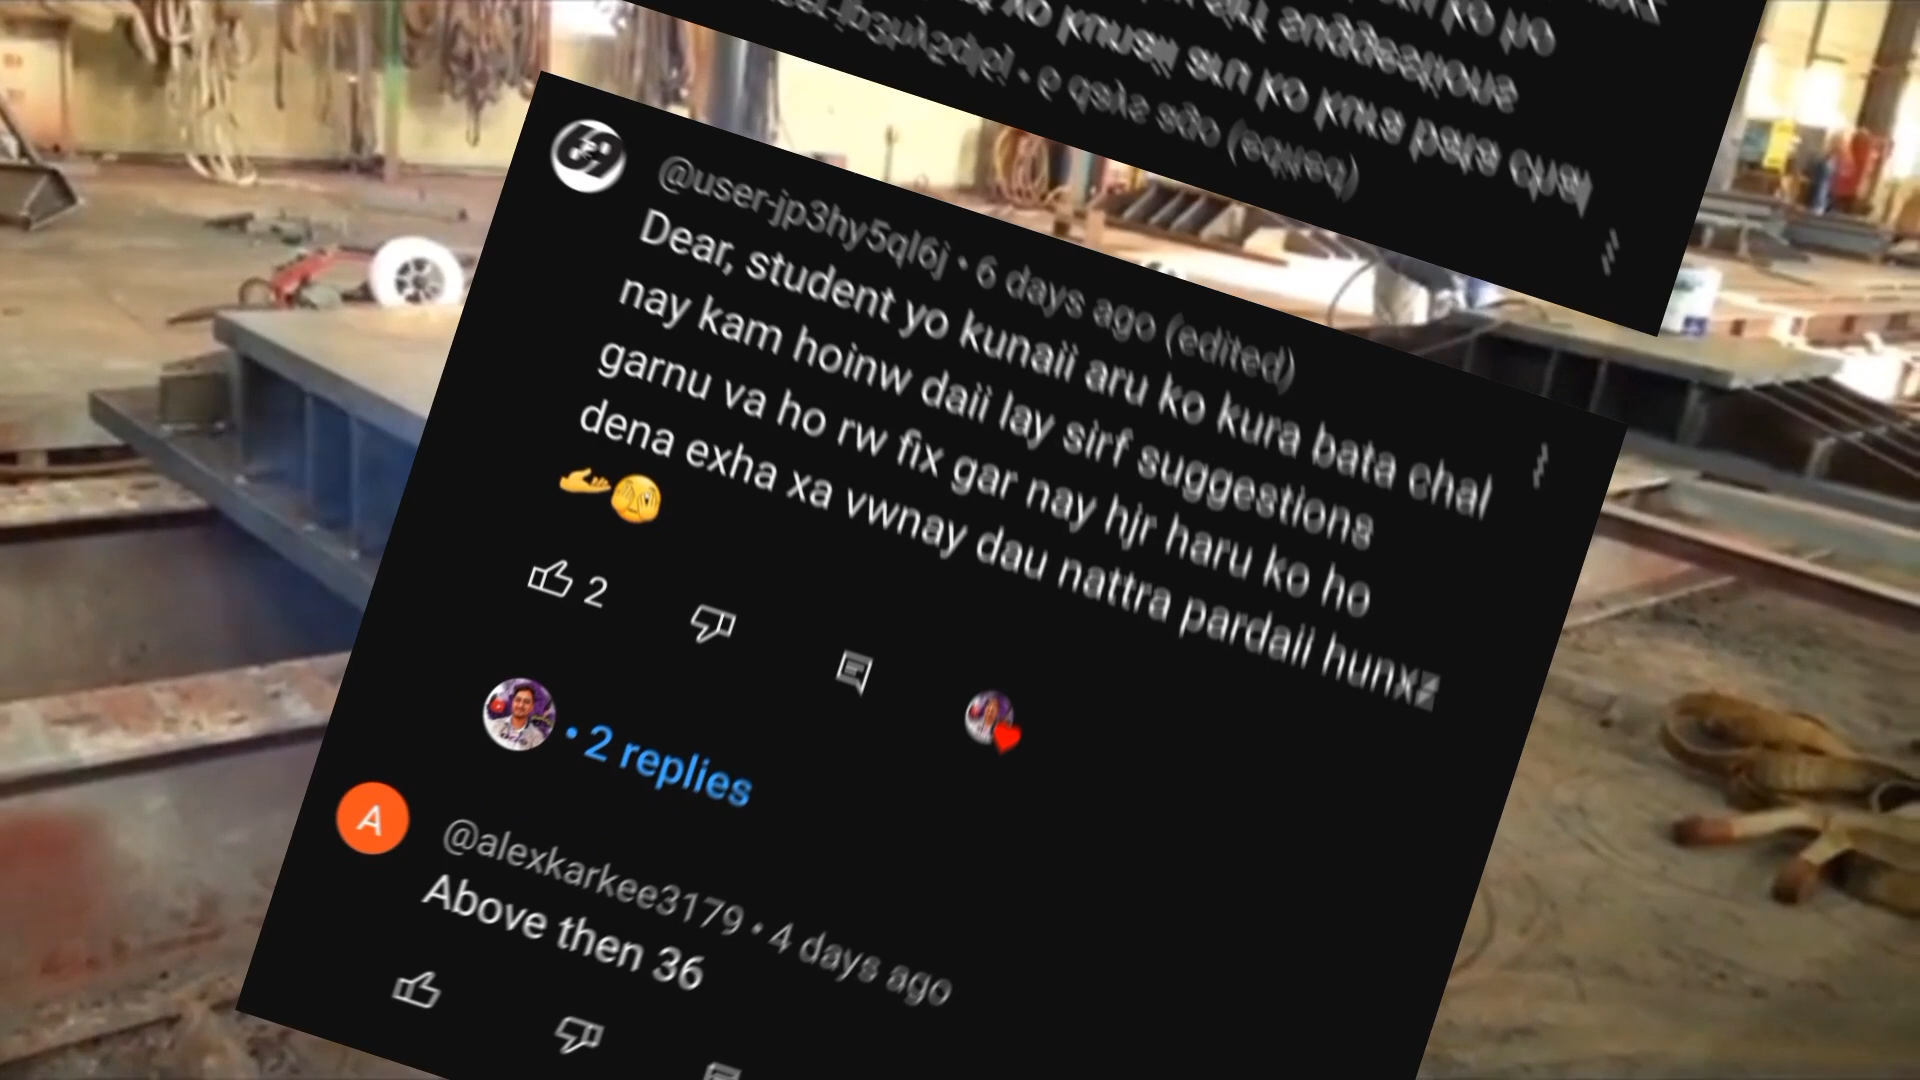 @user-jp3hy5ql6j • 6 days ago (edited)
Dear, student yo kunaii aru ko kura bata chal
nay kam hoinw daii lay sirf suggestions
garnu va ho rw fix gar nay hjr haru ko ho
dena exha xa vwnay dau nattra pardaii hunxz
2
• 2 replies
A
@alexkarkee3179 • 4 days ago
Above then 36